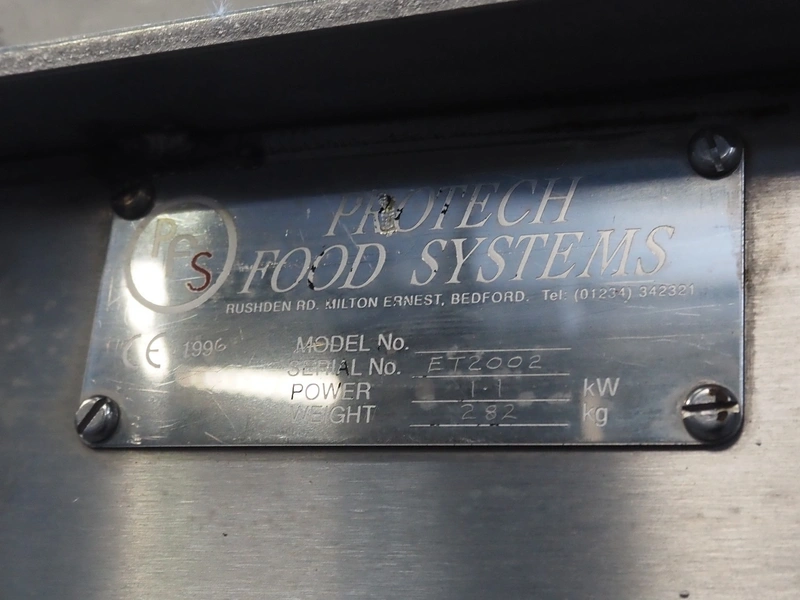 PROTECH
PFS FOOD SYSTEMS
RUSHDEN RD. MILTON ERNEST, BEDFORD. Tel: (01234) 342321
CE 1996
MODEL No.
SERIAL No. ET2002
POWER 1.1 kW
WEIGHT 282 kg